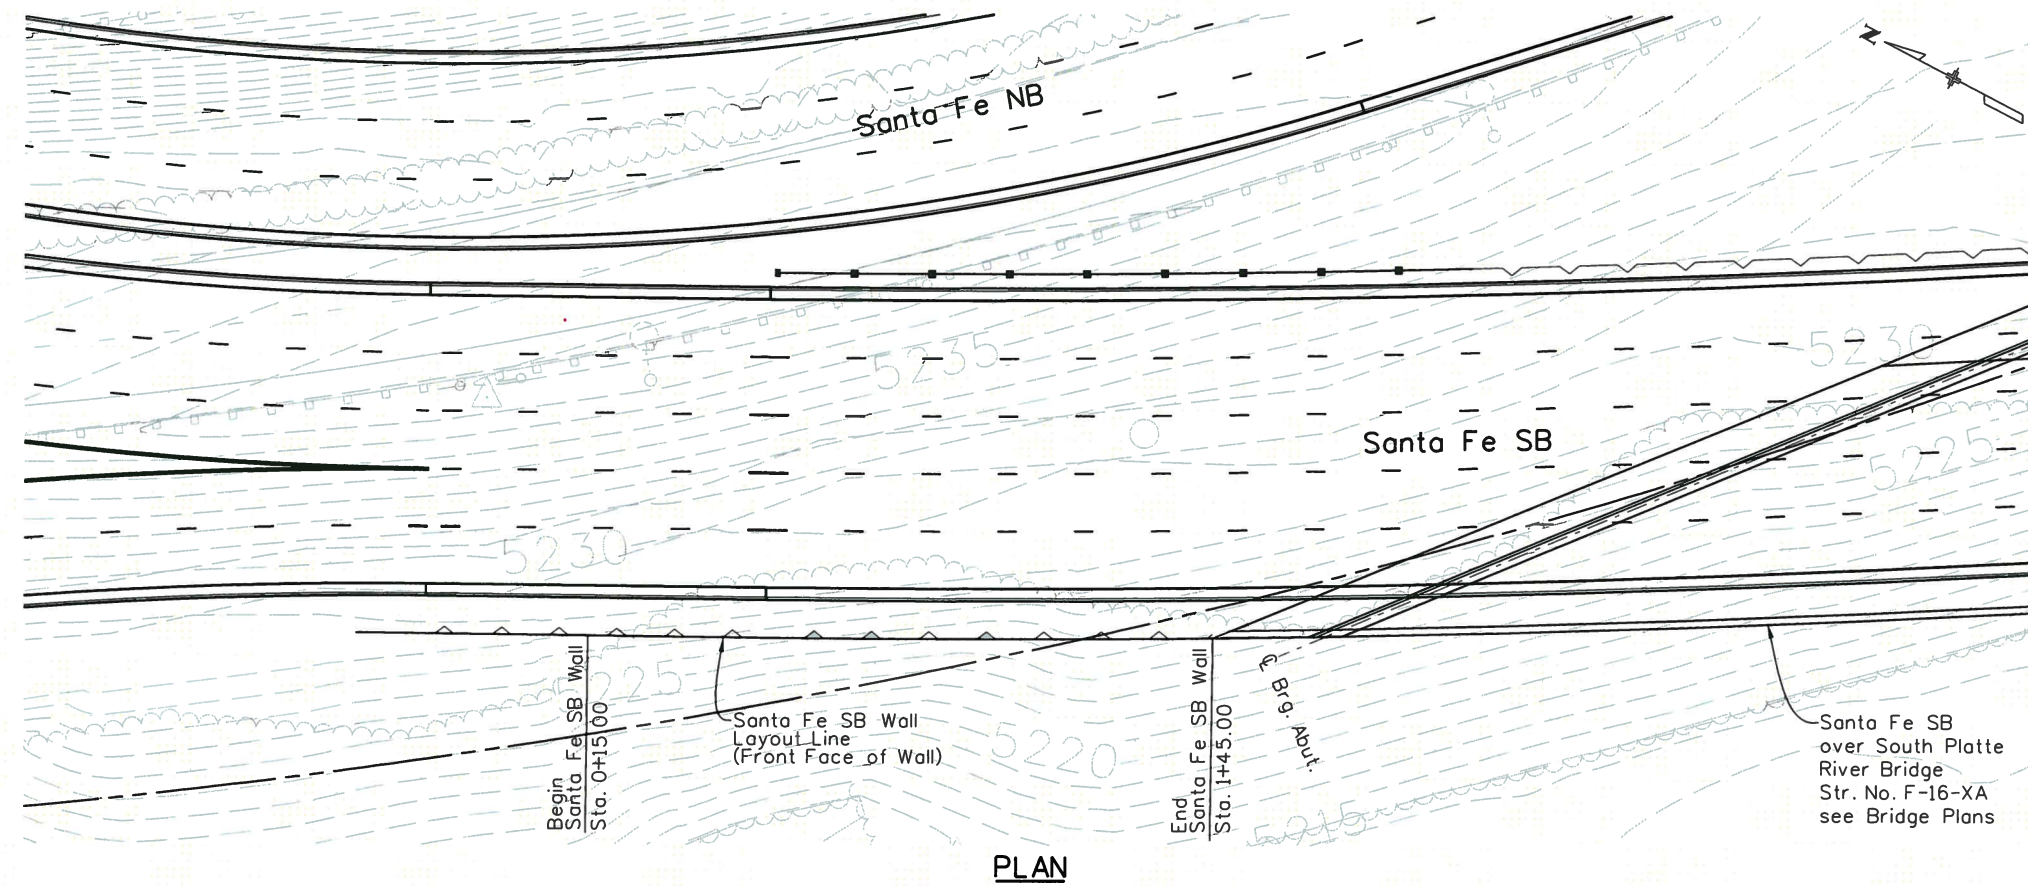 N
Santa Fe NB
5235
5230
Santa Fe SB
5225
5230
5225
Begin
Santa Fe SB Wall
Sta. 0+15.00
Santa Fe SB Wall
Layout Line
(Front Face of Wall)
5220
End
Santa Fe SB Wall
Sta. 1+45.00
℄ Brg. Abut.
5215
Santa Fe SB
over South Platte
River Bridge
Str. No. F-16-XA
see Bridge Plans
PLAN